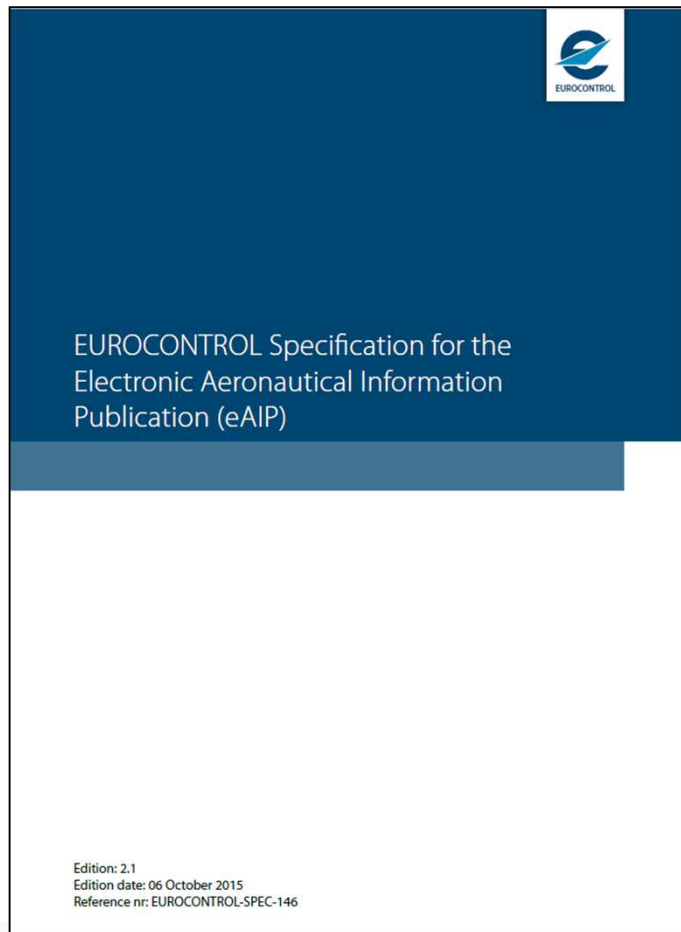 EUROCONTROL
EUROCONTROL Specification for the
Electronic Aeronautical Information
Publication (eAIP)
Edition: 2.1
Edition date: 06 October 2015
Reference nr: EUROCONTROL-SPEC-146